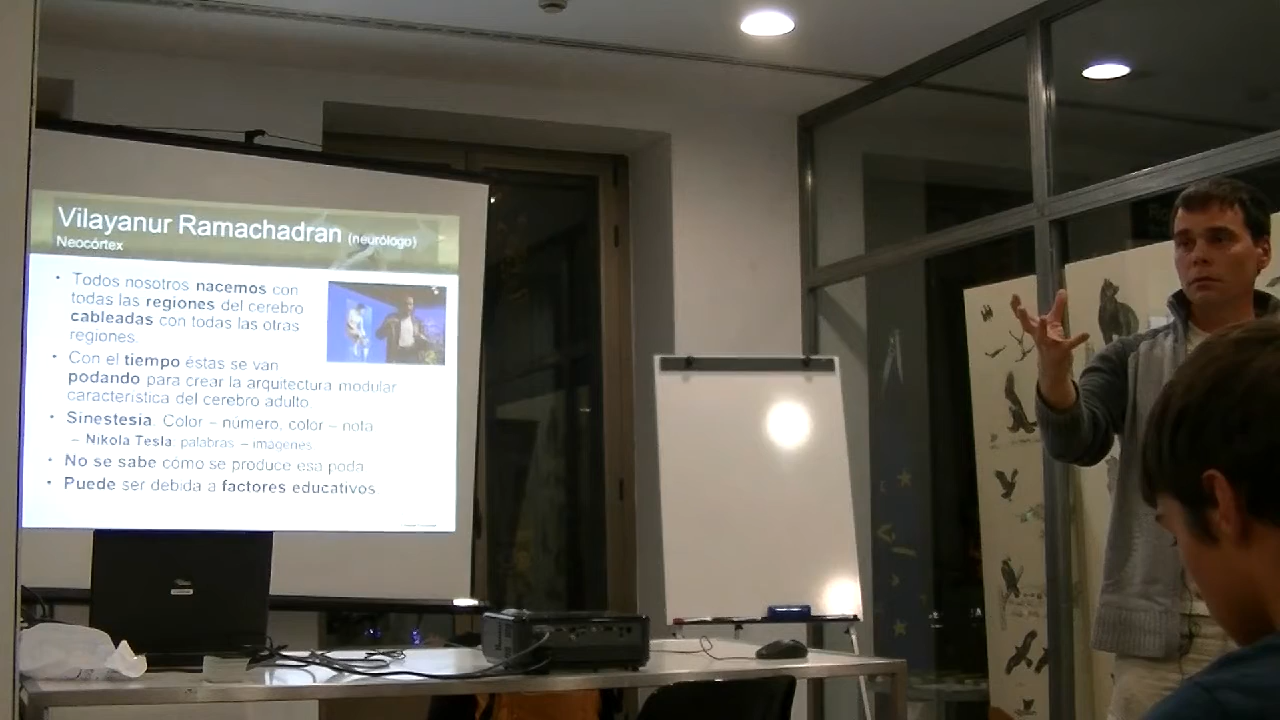 Vilayanur Ramachadran (neurólogo)
Neocórtex
• Todos nosotros nacemos con
todas las regiones del cerebro
cableadas con todas las otras
regiones.
• Con el tiempo éstas se van
podando para crear la arquitectura modular
característica del cerebro adulto.
• Sinestesia. Color – número, color – nota
– Nikola Tesla: palabras – imágenes
• No se sabe cómo se produce esa poda
• Puede ser debida a factores educativos